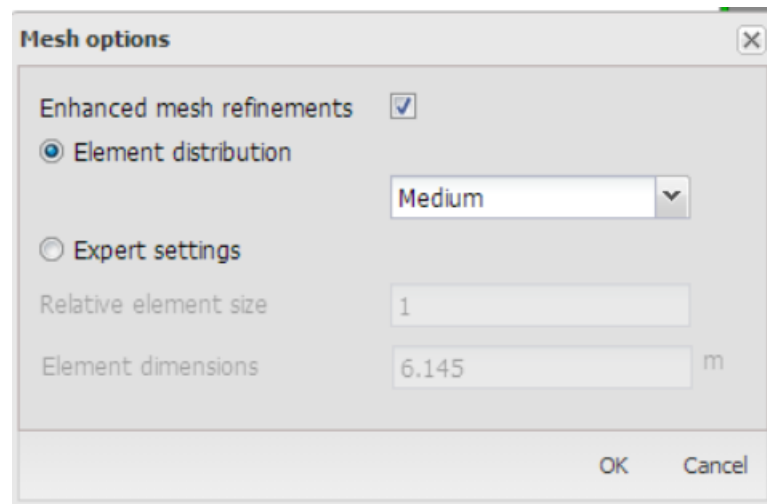 Mesh options
Enhanced mesh refinements
Element distribution
Medium
Expert settings
Relative element size 1
Element dimensions 6.145 m
OK Cancel